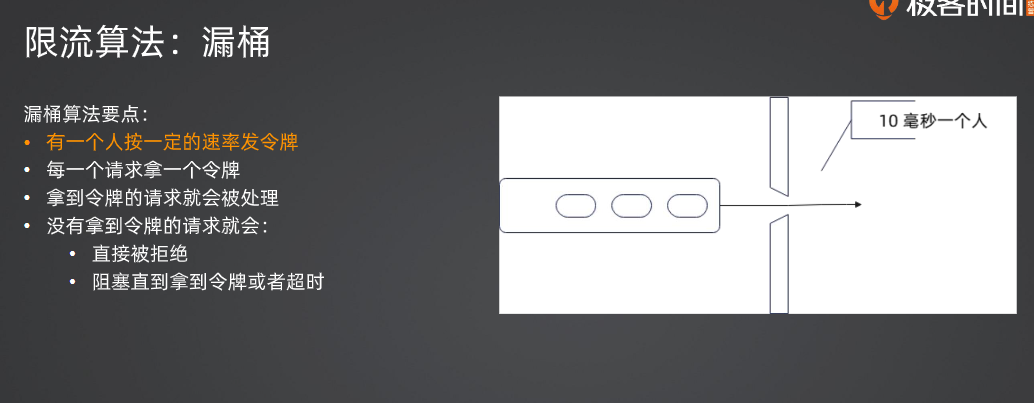 极客时间
限流算法：漏桶
漏桶算法要点：
• 有一个人按一定的速率发令牌
• 每一个请求拿一个令牌
• 拿到令牌的请求就会被处理
• 没有拿到令牌的请求就会：
• 直接被拒绝
• 阻塞直到拿到令牌或者超时
10 毫秒一个人